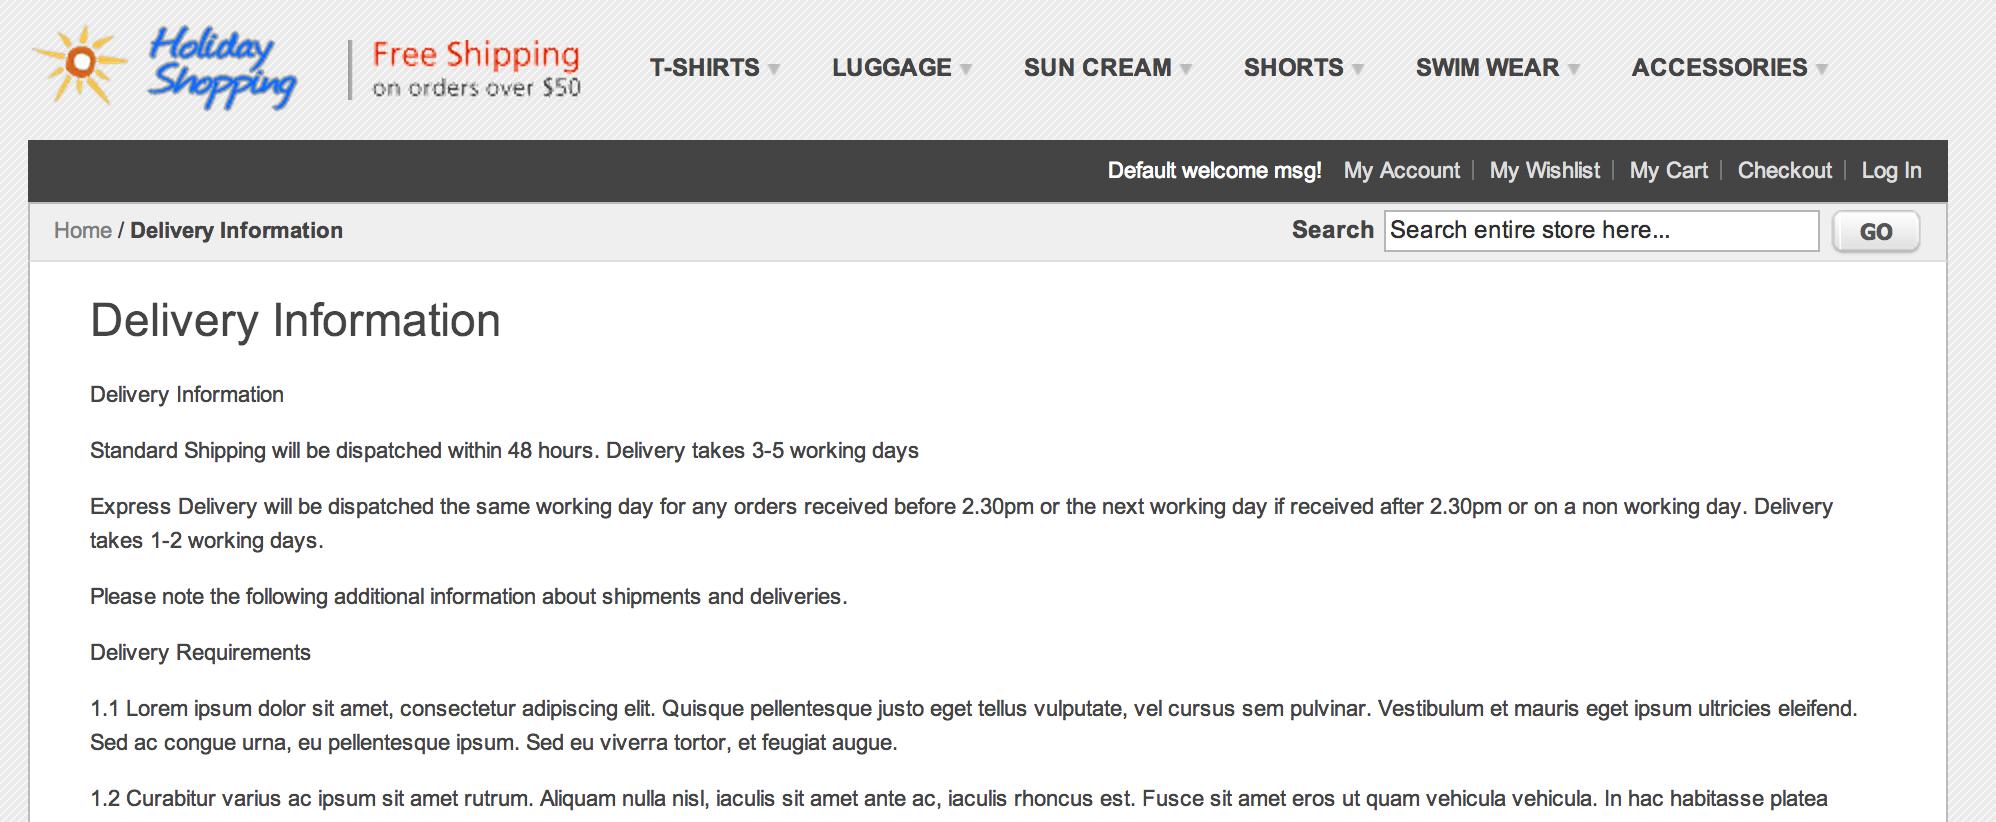 Holiday
Shopping
Free Shipping
on orders over $50
T-SHIRTS LUGGAGE SUN CREAM SHORTS SWIM WEAR ACCESSORIES
Default welcome msg! My Account My Wishlist My Cart Checkout Log In
Home / Delivery Information Search Search entire store here... GO
Delivery Information
Delivery Information
Standard Shipping will be dispatched within 48 hours. Delivery takes 3-5 working days
Express Delivery will be dispatched the same working day for any orders received before 2.30pm or the next working day if received after 2.30pm or on a non working day. Delivery
takes 1-2 working days.
Please note the following additional information about shipments and deliveries.
Delivery Requirements
1.1 Lorem ipsum dolor sit amet, consectetur adipiscing elit. Quisque pellentesque justo eget tellus vulputate, vel cursus sem pulvinar. Vestibulum et mauris eget ipsum ultricies eleifend.
Sed ac congue urna, eu pellentesque ipsum. Sed eu viverra tortor, et feugiat augue.
1.2 Curabitur varius ac ipsum sit amet rutrum. Aliquam nulla nisl, iaculis sit amet ante ac, iaculis rhoncus est. Fusce sit amet eros ut quam vehicula vehicula. In hac habitasse platea